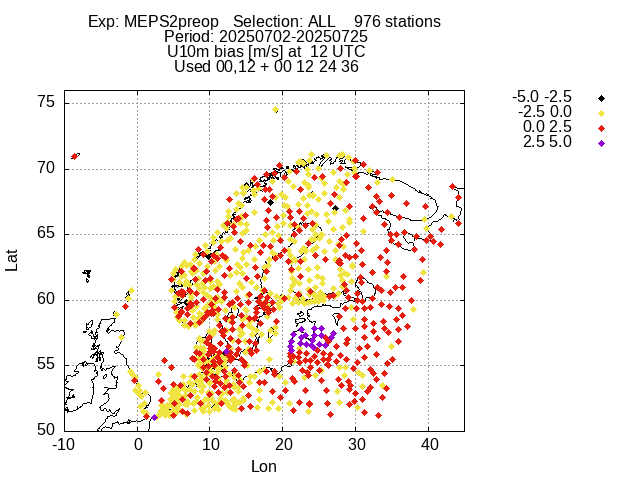 Exp: MEPS2preop   Selection: ALL    976 stations
Period: 20250702-20250725
U10m bias [m/s] at  12 UTC
Used 00,12 + 00 12 24 36
-5.0 -2.5
-2.5 0.0
0.0 2.5
2.5 5.0
75
70
65
60
55
50
Lat
-10 0 10 20 30 40
Lon